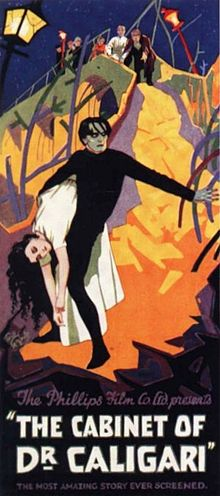 The Phillips Film Co. Ltd. presents
"THE CABINET OF
DR CALIGARI"
THE MOST AMAZING STORY EVER SCREENED.